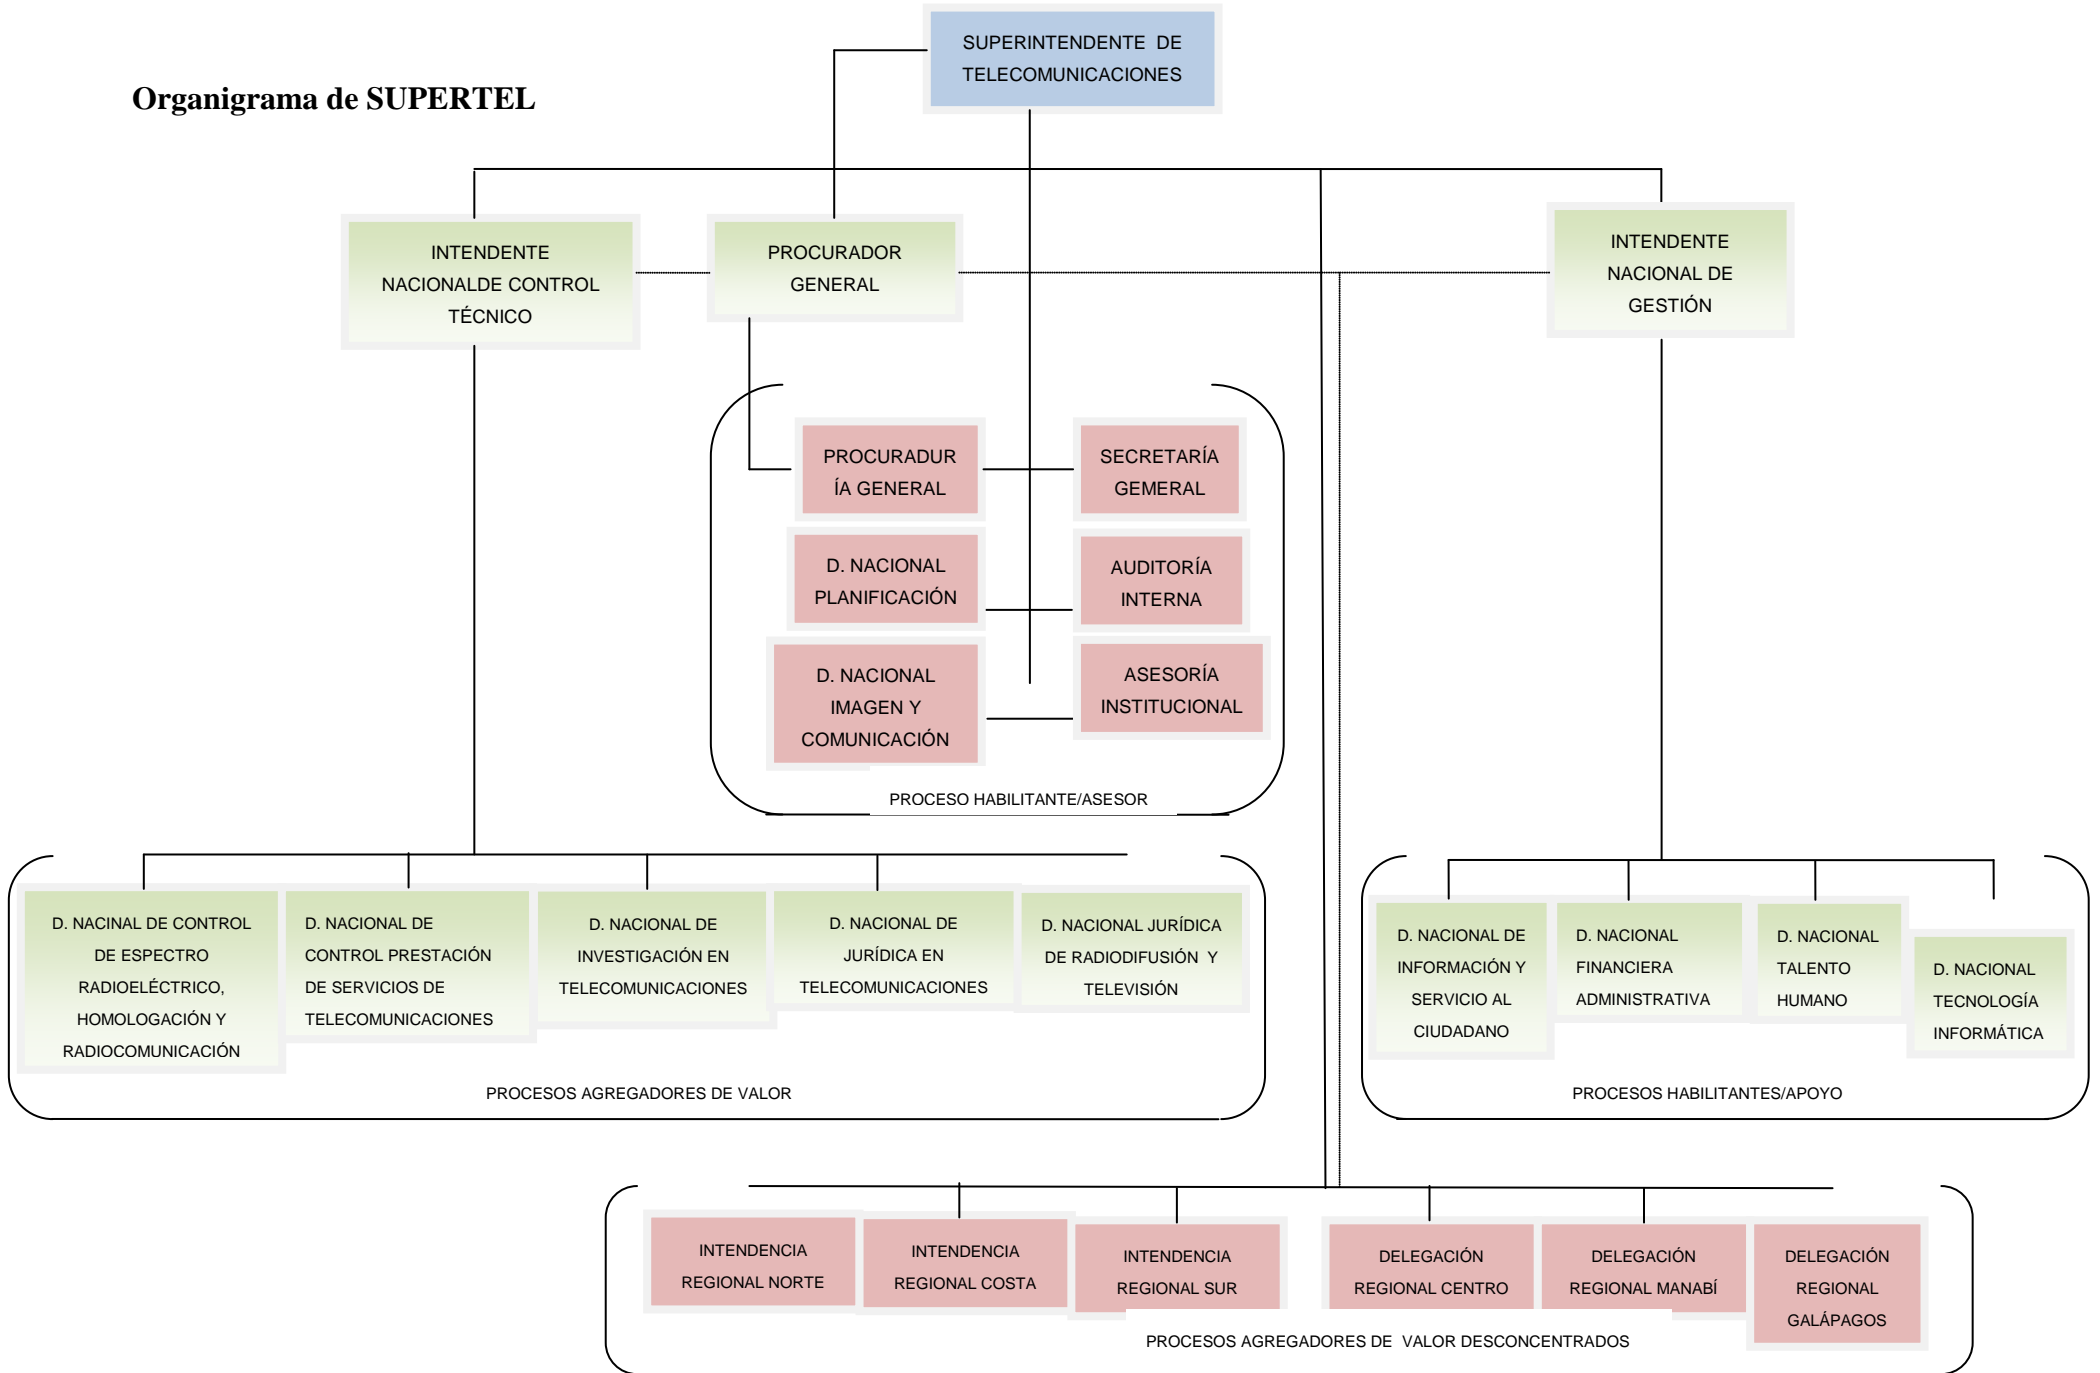 SUPERINTENDENTE DE
TELECOMUNICACIONES
Organigrama de SUPERTEL
INTENDENTE
NACIONALDE CONTROL
TÉCNICO
PROCURADOR
GENERAL
INTENDENTE
NACIONAL DE
GESTIÓN
PROCURADUR
ÍA GENERAL
SECRETARÍA
GEMERAL
D. NACIONAL
PLANIFICACIÓN
AUDITORÍA
INTERNA
D. NACIONAL
IMAGEN Y
COMUNICACIÓN
ASESORÍA
INSTITUCIONAL
PROCESO HABILITANTE/ASESOR
D. NACINAL DE CONTROL
DE ESPECTRO
RADIOELÉCTRICO,
HOMOLOGACIÓN Y
RADIOCOMUNICACIÓN
D. NACIONAL DE
CONTROL PRESTACIÓN
DE SERVICIOS DE
TELECOMUNICACIONES
D. NACIONAL DE
INVESTIGACIÓN EN
TELECOMUNICACIONES
D. NACIONAL DE
JURÍDICA EN
TELECOMUNICACIONES
D. NACIONAL JURÍDICA
DE RADIODIFUSIÓN Y
TELEVISIÓN
PROCESOS AGREGADORES DE VALOR
D. NACIONAL DE
INFORMACIÓN Y
SERVICIO AL
CIUDADANO
D. NACIONAL
FINANCIERA
ADMINISTRATIVA
D. NACIONAL
TALENTO
HUMANO
D. NACIONAL
TECNOLOGÍA
INFORMÁTICA
PROCESOS HABILITANTES/APOYO
INTENDENCIA
REGIONAL NORTE
INTENDENCIA
REGIONAL COSTA
INTENDENCIA
REGIONAL SUR
DELEGACIÓN
REGIONAL CENTRO
DELEGACIÓN
REGIONAL MANABÍ
DELEGACIÓN
REGIONAL
GALÁPAGOS
PROCESOS AGREGADORES DE VALOR DESCONCENTRADOS